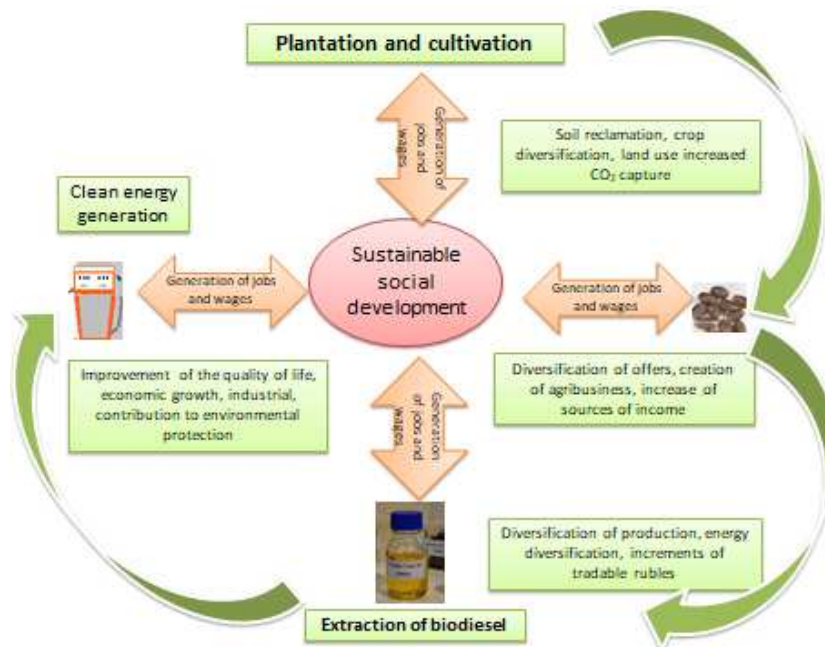 Plantation and cultivation
Generation of
jobs and
wages
Soil reclamation, crop
diversification, land use increased
CO₂ capture
Clean energy
generation
Sustainable
social
development
Generation of jobs
and wages
Generation of jobs
and wages
Improvement of the quality of life,
economic growth, industrial,
contribution to environmental
protection
Diversification of offers, creation
of agribusiness, increase of
sources of income
Generation
of jobs and
wages
Diversification of production, energy
diversification, increments of
tradable rubles
Extraction of biodiesel